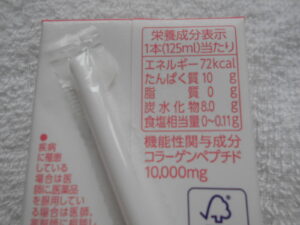 栄養成分表示
1本(125ml)当たり
エネルギー72kcal
たんぱく質 10 g
脂質 0 g
炭水化物 8.0 g
食塩相当量0~0.11g
機能性関与成分
コラーゲンペプチド
10,000mg
疾病
に罹患
している
場合は医
師に医薬品
を服用してい
る場合は医師、